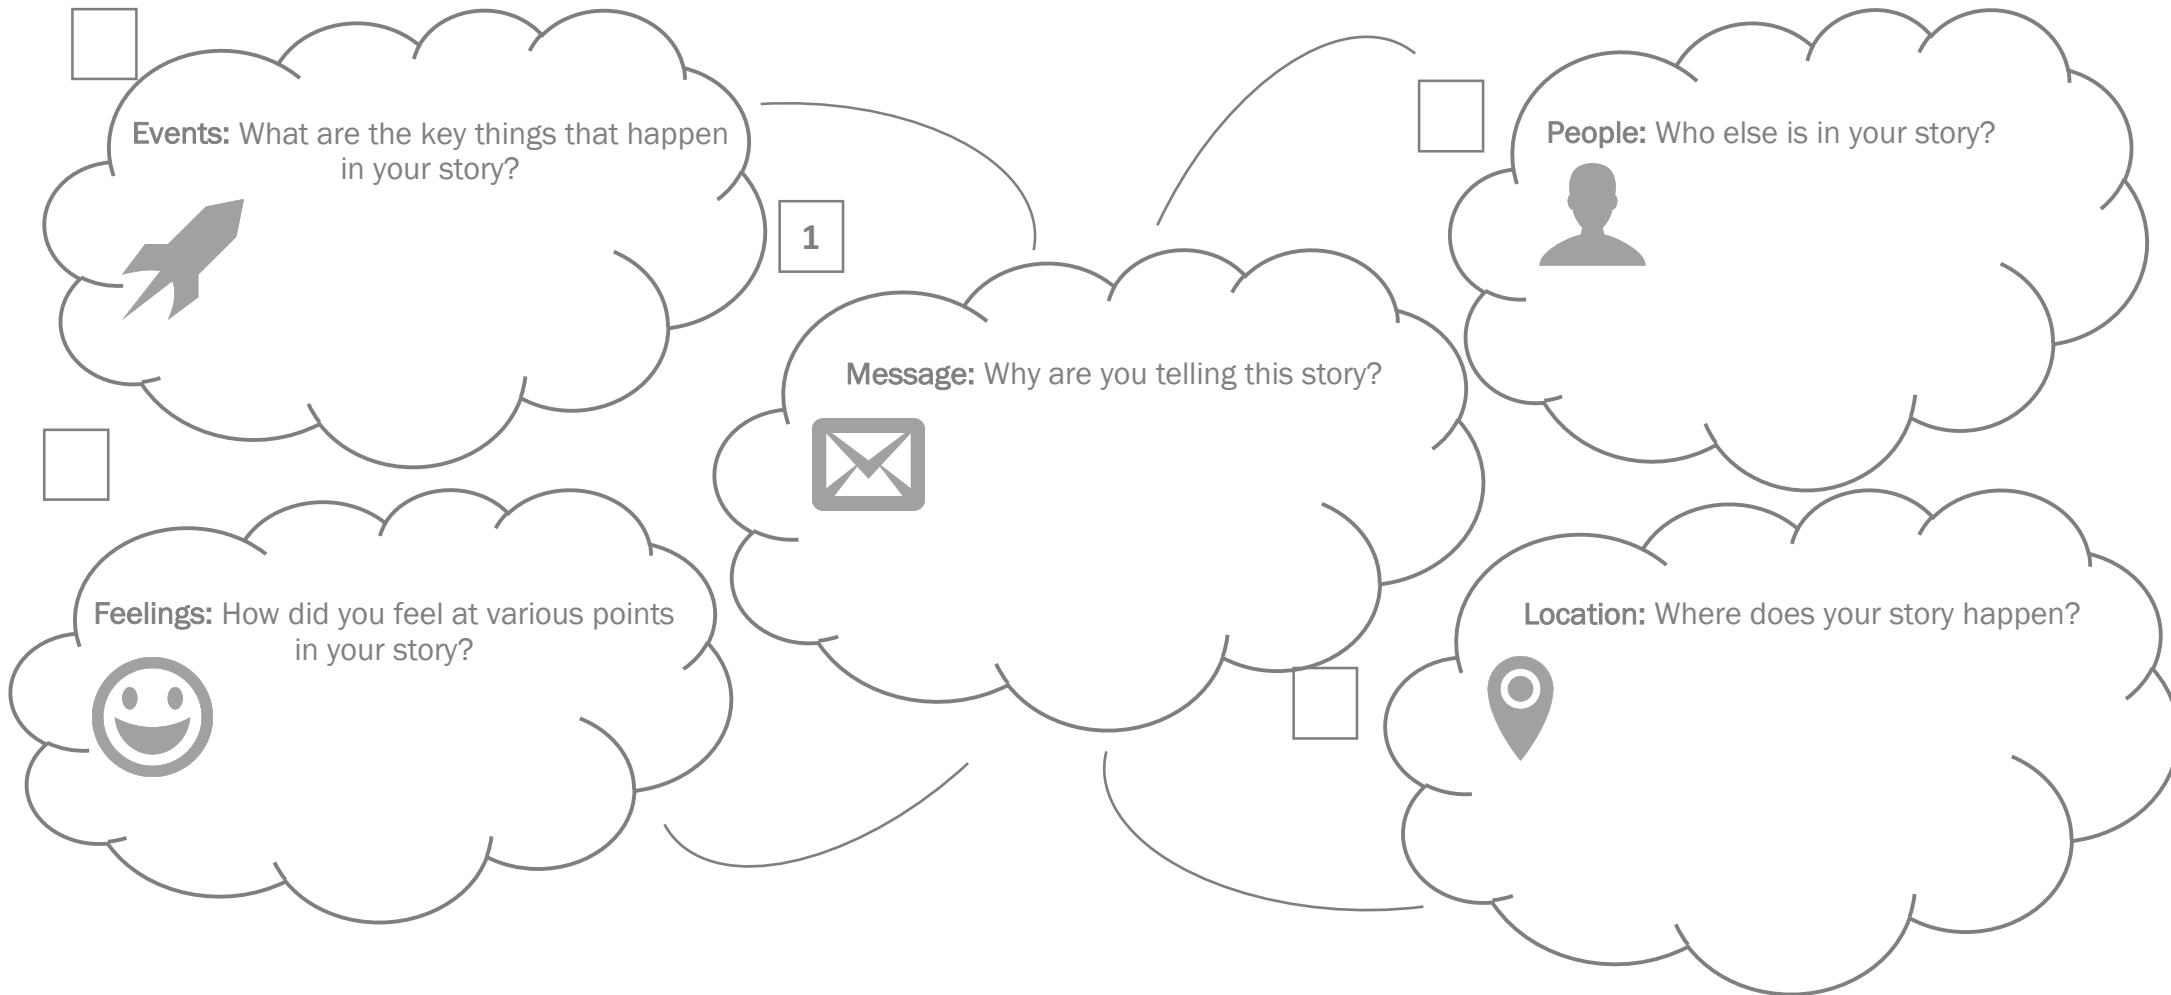 Events: What are the key things that happen
in your story?
People: Who else is in your story?
1
Message: Why are you telling this story?
Feelings: How did you feel at various points
in your story?
Location: Where does your story happen?